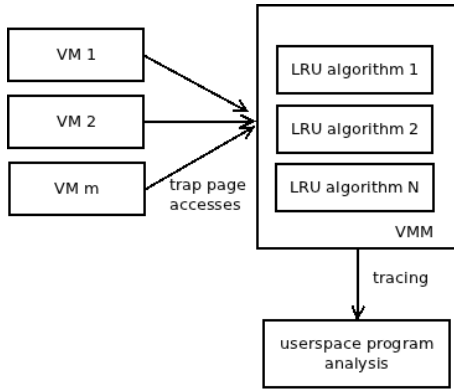 VM 1
VM 2
VM m
trap page
accesses
LRU algorithm 1
LRU algorithm 2
LRU algorithm N
VMM
tracing
userspace program
analysis